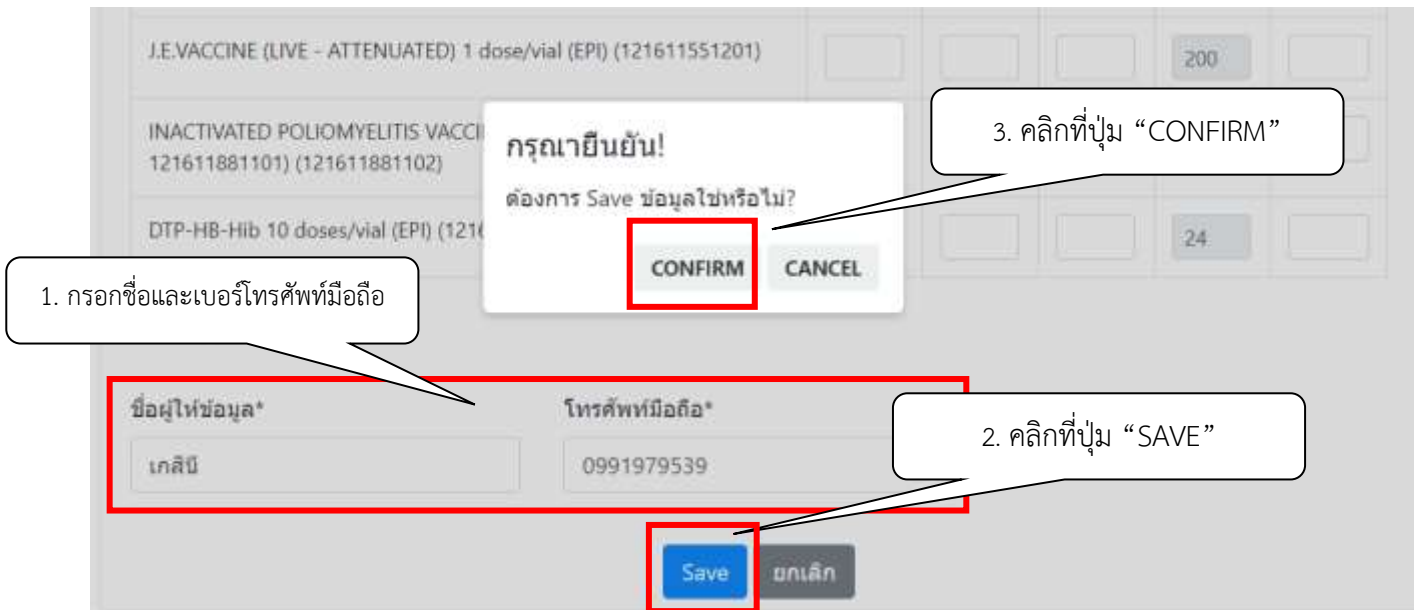 J.E.VACCINE (LIVE - ATTENUATED) 1 dose/vial (EPI) (121611551201)
200
INACTIVATED POLIOMYELITIS VACCI
121611881101) (121611881102)
กรุณายืนยัน!
ต้องการ Save ข้อมูลใช่หรือไม่?
CONFIRM CANCEL
3. คลิกที่ปุ่ม “CONFIRM”
DTP-HB-Hib 10 doses/vial (EPI) (1216
24
1. กรอกชื่อและเบอร์โทรศัพท์มือถือ
ชื่อผู้ให้ข้อมูล* โทรศัพท์มือถือ*
เกสินี 0991979539
2. คลิกที่ปุ่ม “SAVE”
Save ยกเลิก